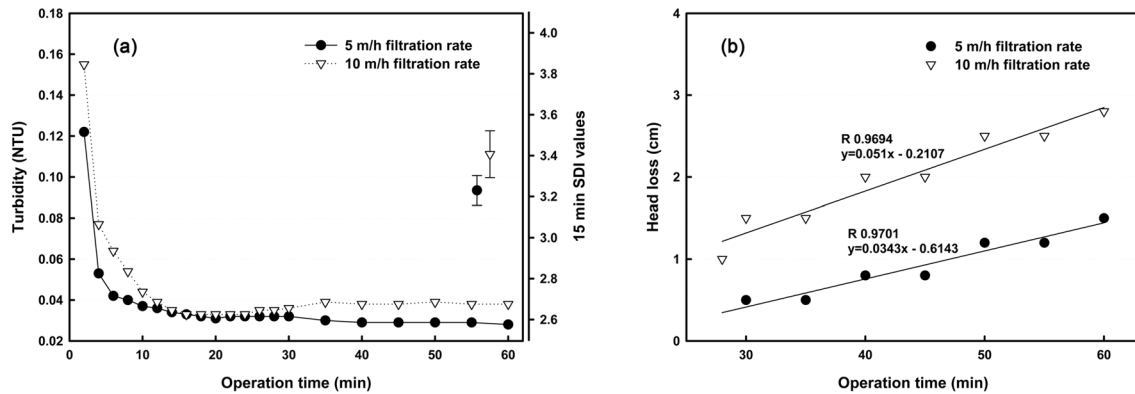 (a)
5 m/h filtration rate
10 m/h filtration rate
Turbidity (NTU)
0.18
0.16
0.14
0.12
0.10
0.08
0.06
0.04
0.02
0 10 20 30 40 50 60
Operation time (min)
4.0
3.8
3.6
3.4
3.2
3.0
2.8
2.6
15 min SDI values
(b)
5 m/h filtration rate
10 m/h filtration rate
Head loss (cm)
4
3
2
1
0
R 0.9694
y=0.051x - 0.2107
R 0.9701
y=0.0343x - 0.6143
30 40 50 60
Operation time (min)